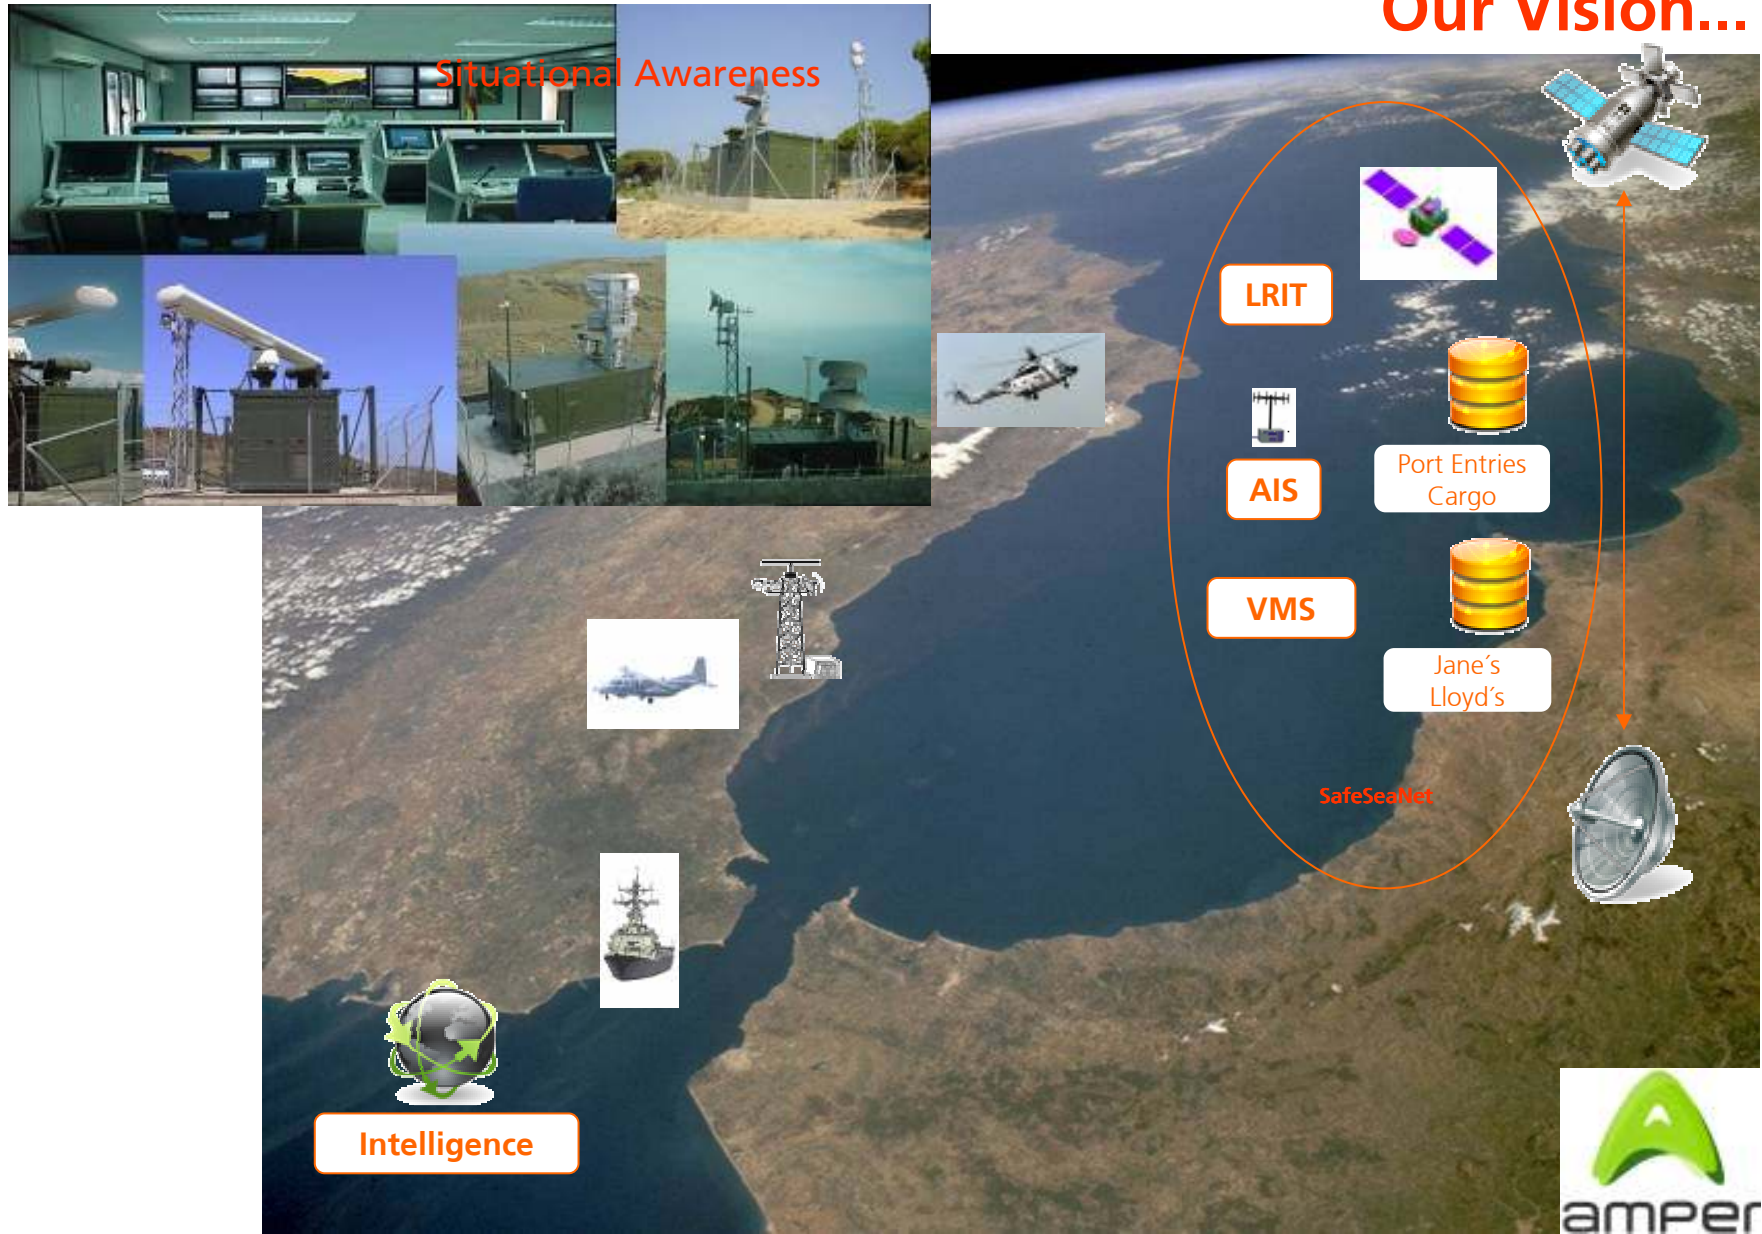 Our Vision...
Situational Awareness
LRIT
AIS
Port Entries
Cargo
VMS
Jane´s
Lloyd´s
SafeSeaNet
Intelligence
amper